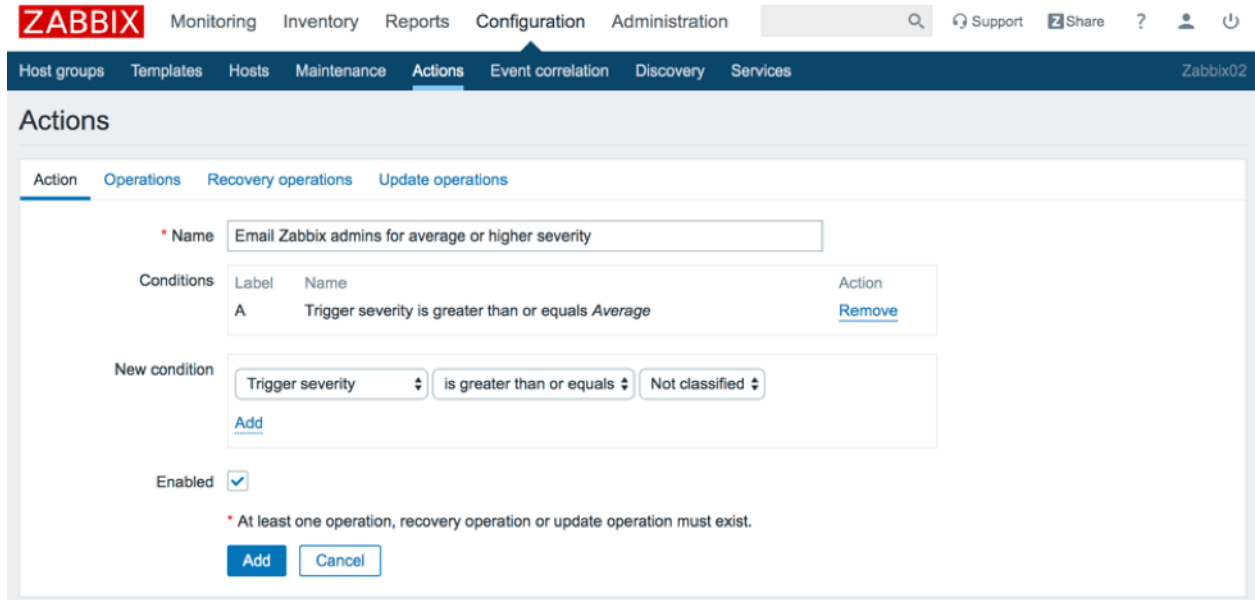 ZABBIX Monitoring Inventory Reports Configuration Administration Support Z Share ?
Host groups Templates Hosts Maintenance Actions Event correlation Discovery Services Zabbix02
Actions
Action Operations Recovery operations Update operations
* Name Email Zabbix admins for average or higher severity
Conditions Label Name Action
A Trigger severity is greater than or equals Average Remove
New condition Trigger severity is greater than or equals Not classified
Add
Enabled
* At least one operation, recovery operation or update operation must exist.
Add Cancel